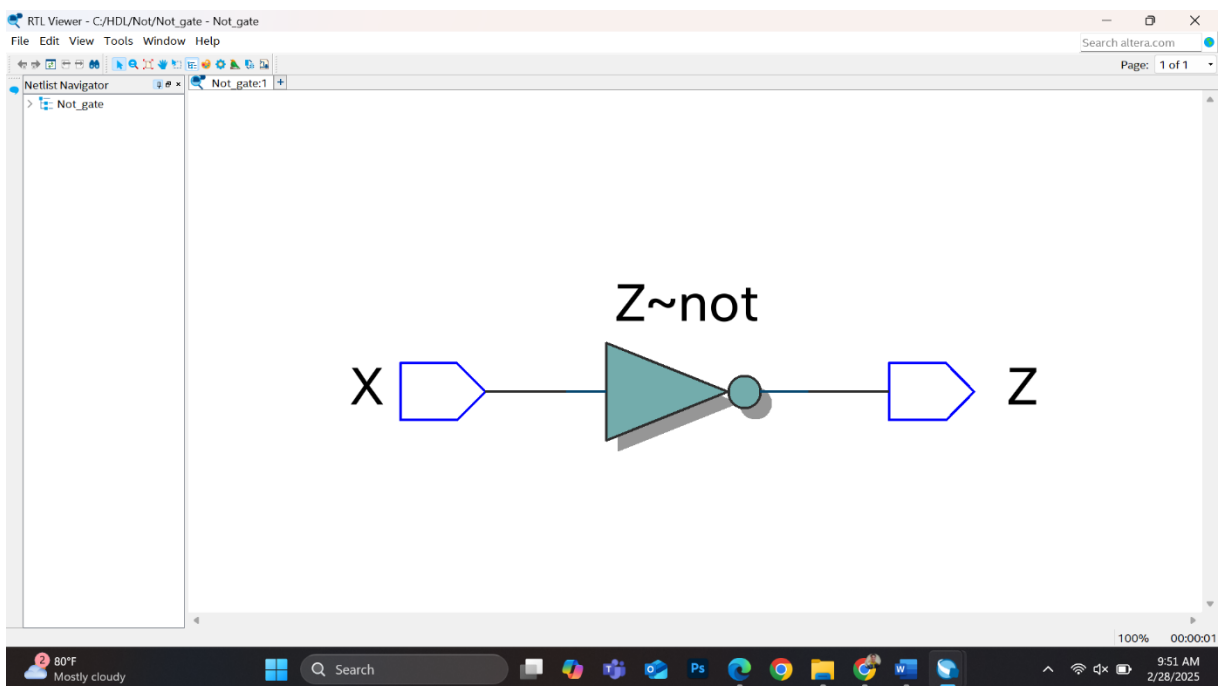 RTL Viewer - C:/HDL/Not/Not_gate - Not_gate
File Edit View Tools Window Help
Search altera.com
Page: 1 of 1
Netlist Navigator
Not_gate:1
Not_gate
Z~not
X
Z
100% 00:00:01
2
80°F
Mostly cloudy
Search
Ps
9:51 AM
2/28/2025